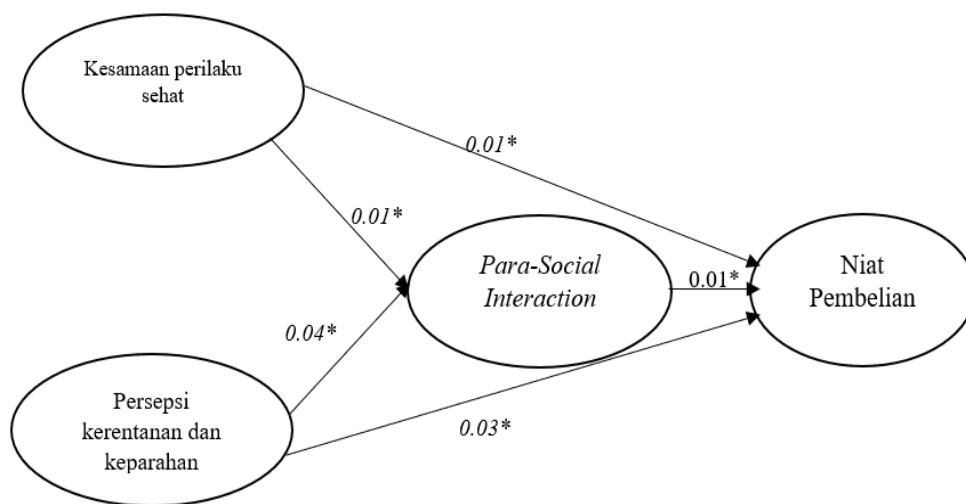 Kesamaan perilaku
sehat
0.01*
0.01*
Para-Social
Interaction
0.01*
Niat
Pembelian
0.04*
Persepsi
kerentanan dan
keparahan
0.03*